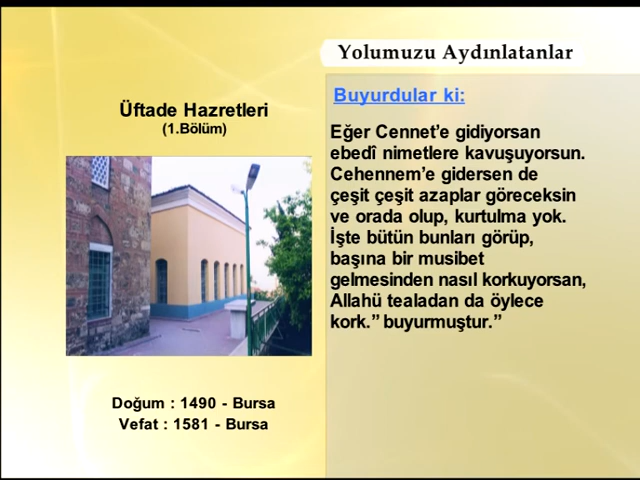 Yolumuzu Aydınlatanlar
Üftade Hazretleri
(1.Bölüm)
Doğum : 1490 - Bursa
Vefat : 1581 - Bursa
Buyurdular ki:
Eğer Cennet’e gidiyorsan
ebedî nimetlere kavuşuyorsun.
Cehennem’e gidersen de
çeşit çeşit azaplar göreceksin
ve orada olup, kurtulma yok.
İşte bütün bunları görüp,
başına bir musibet
gelmesinden nasıl korkuyorsan,
Allahü tealadan da öylece
kork.” buyurmuştur.”